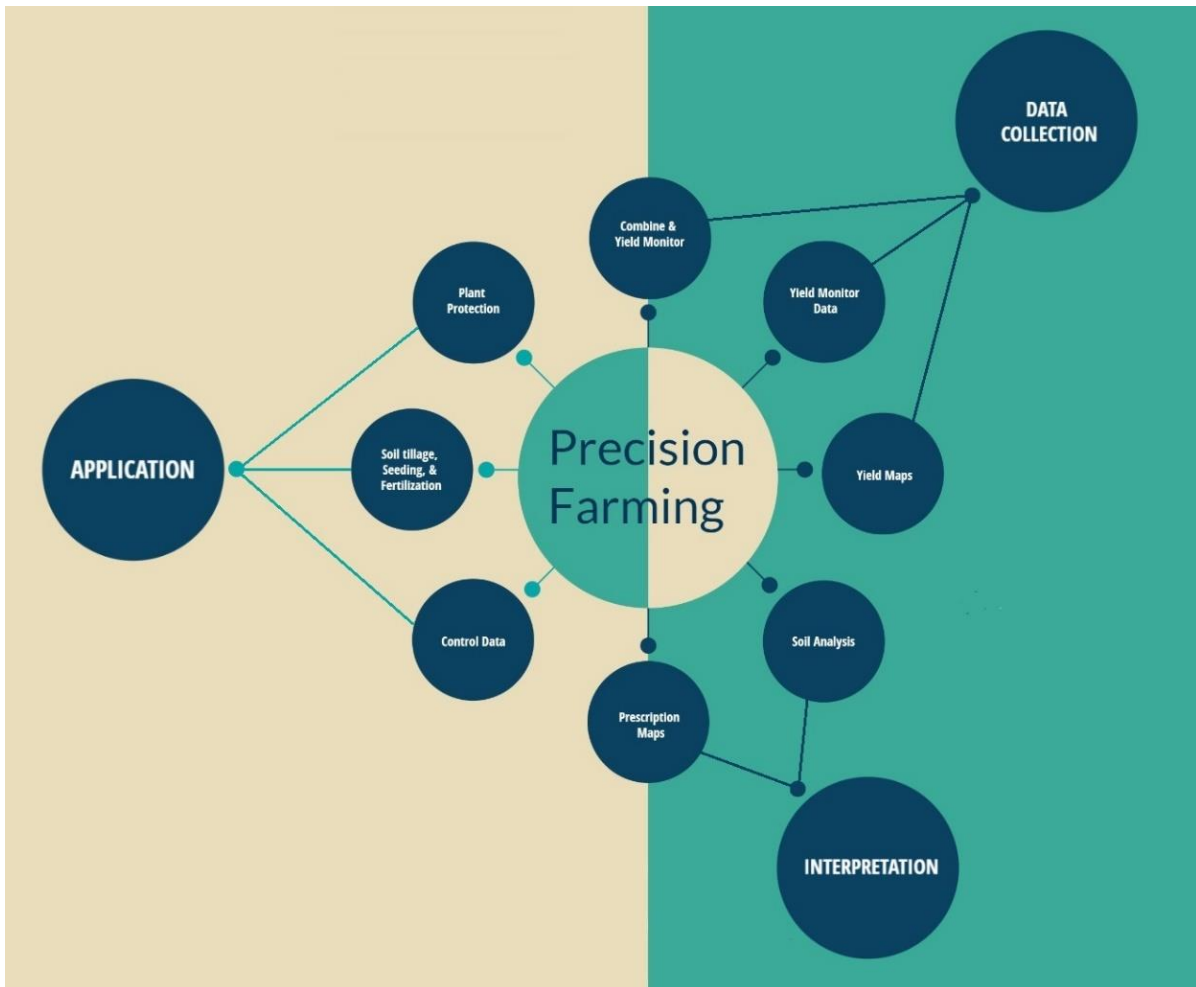 DATA
COLLECTION
Combine &
Yield Monitor
Plant
Protection
Yield Monitor
Data
APPLICATION
Soil tillage,
Seeding, &
Fertilization
Precision
Farming
Yield Maps
Control Data
Soil Analysis
Prescription
Maps
INTERPRETATION